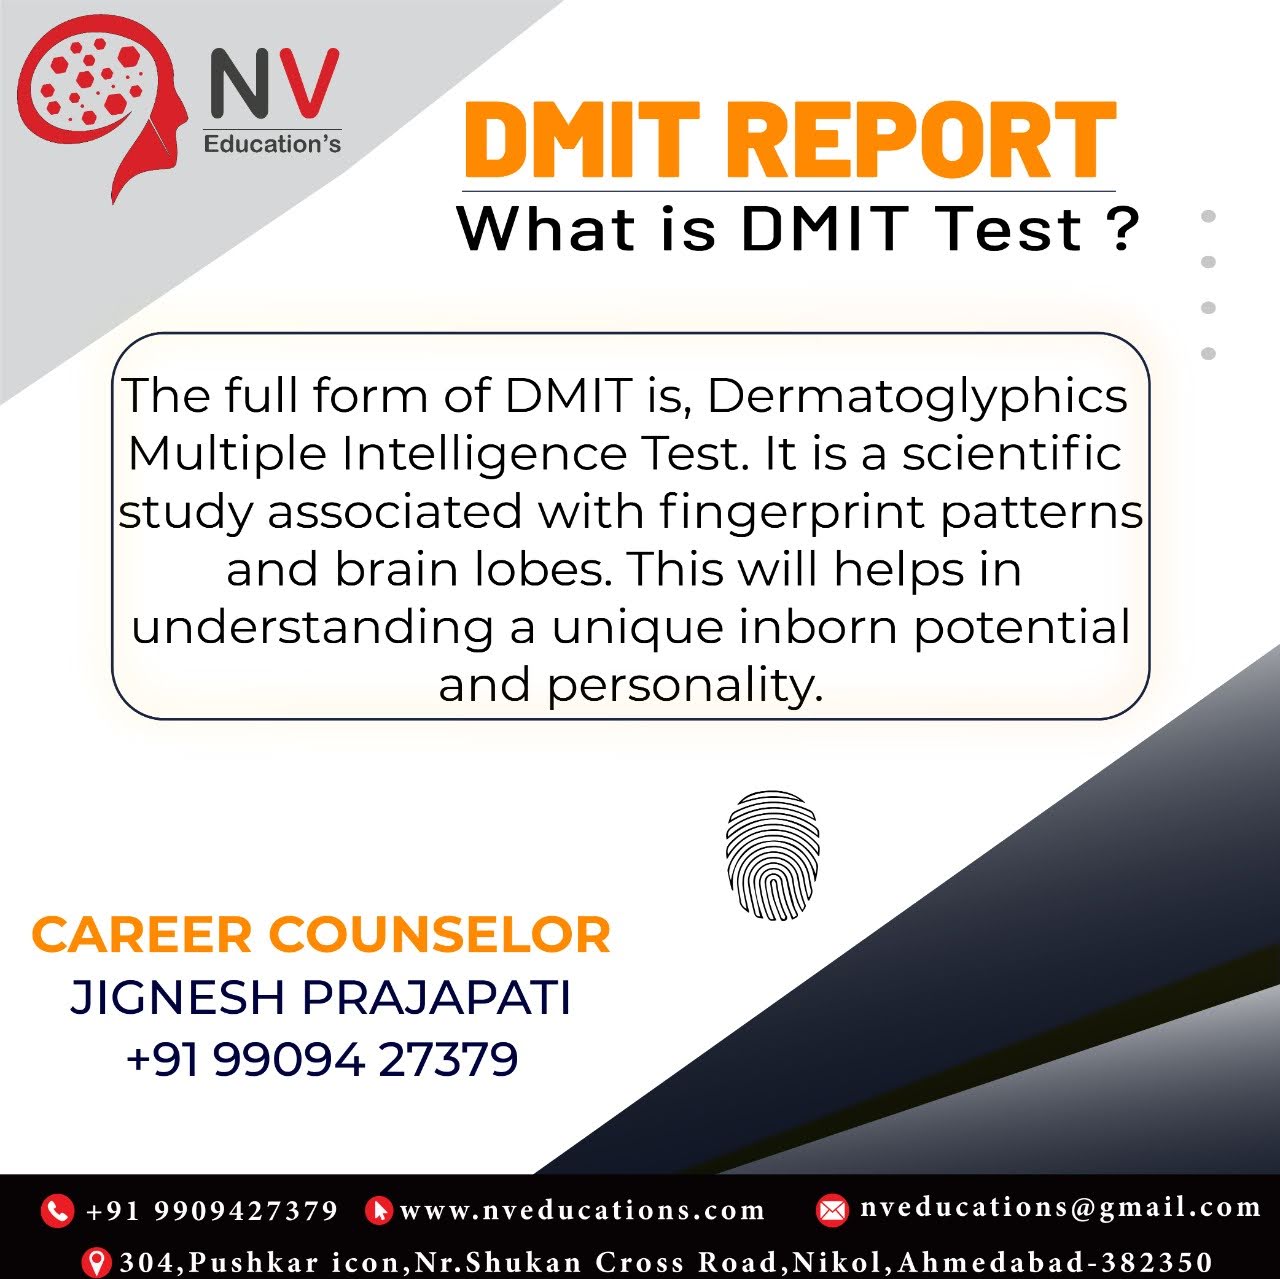 NV
Education's
DMIT REPORT
What is DMIT Test ?
The full form of DMIT is, Dermatoglyphics
Multiple Intelligence Test. It is a scientific
study associated with fingerprint patterns
and brain lobes. This will helps in
understanding a unique inborn potential
and personality.
CAREER COUNSELOR
JIGNESH PRAJAPATI
+91 99094 27379
+91 9909427379 www.nveducations.com nveducations@gmail.com
304,Pushkar icon,Nr.Shukan Cross Road,Nikol,Ahmedabad-382350